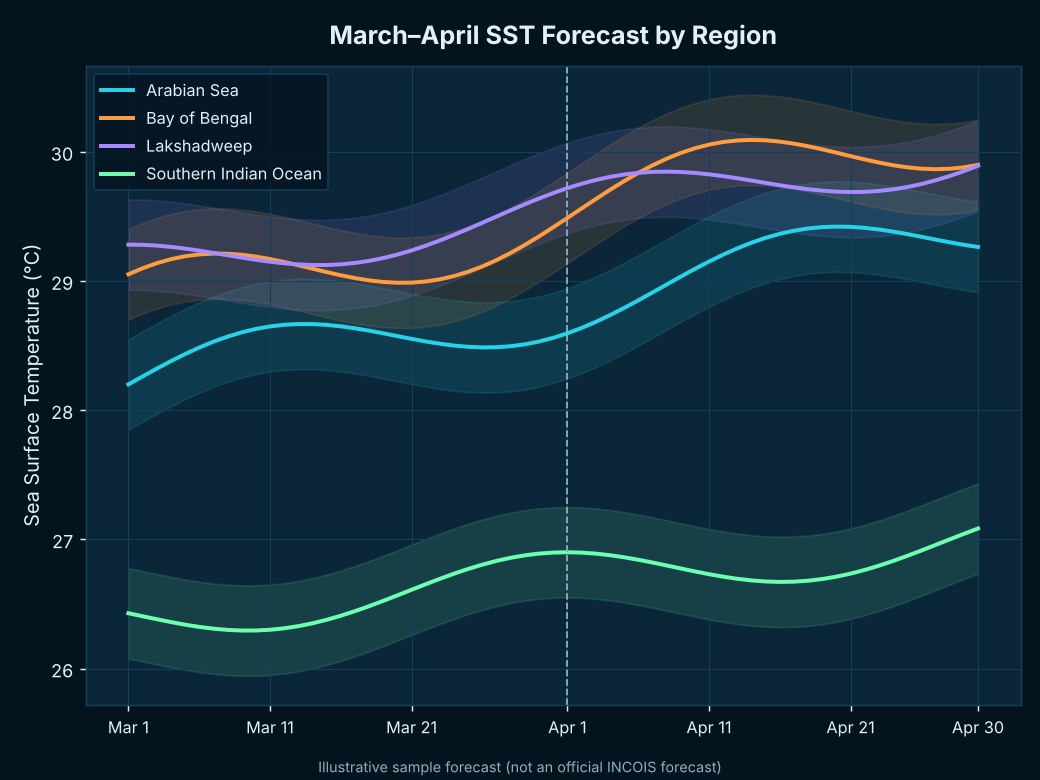 March–April SST Forecast by Region
Arabian Sea
Bay of Bengal
Lakshadweep
Southern Indian Ocean
Sea Surface Temperature (°C)
30
29
28
27
26
Mar 1 Mar 11 Mar 21 Apr 1 Apr 11 Apr 21 Apr 30
Illustrative sample forecast (not an official INCOIS forecast)